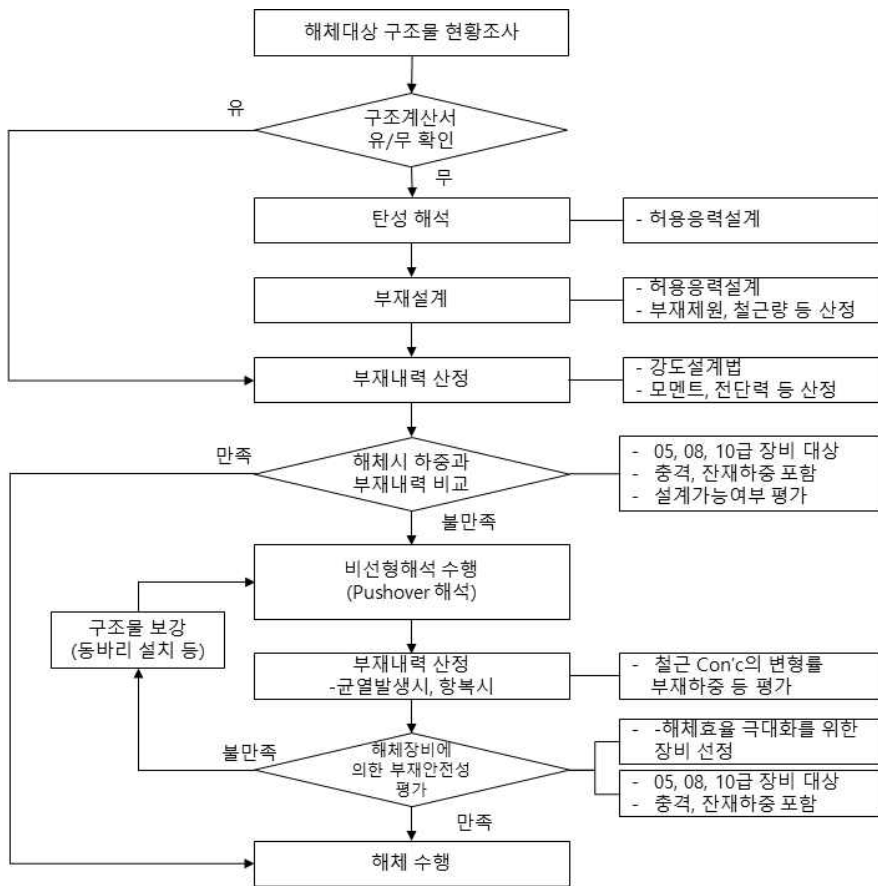 해체대상 구조물 현황조사
유
구조계산서
유/무 확인
무
탄성 해석
- 허용응력설계
부재설계
- 허용응력설계
- 부재제원, 철근량 등 산정
부재내력 산정
- 강도설계법
- 모멘트, 전단력 등 산정
만족
해체시 하중과
부재내력 비교
- 05, 08, 10급 장비 대상
- 충격, 잔재하중 포함
- 설계가능여부 평가
불만족
비선형해석 수행
(Pushover 해석)
구조물 보강
(동바리 설치 등)
부재내력 산정
-균열발생시, 항복시
- 철근 Con'c의 변형률
부재하중 등 평가
불만족
해체장비에
의한 부재안전성
평가
- -해체효율 극대화를 위한
장비 선정
- 05, 08, 10급 장비 대상
- 충격, 잔재하중 포함
만족
해체 수행